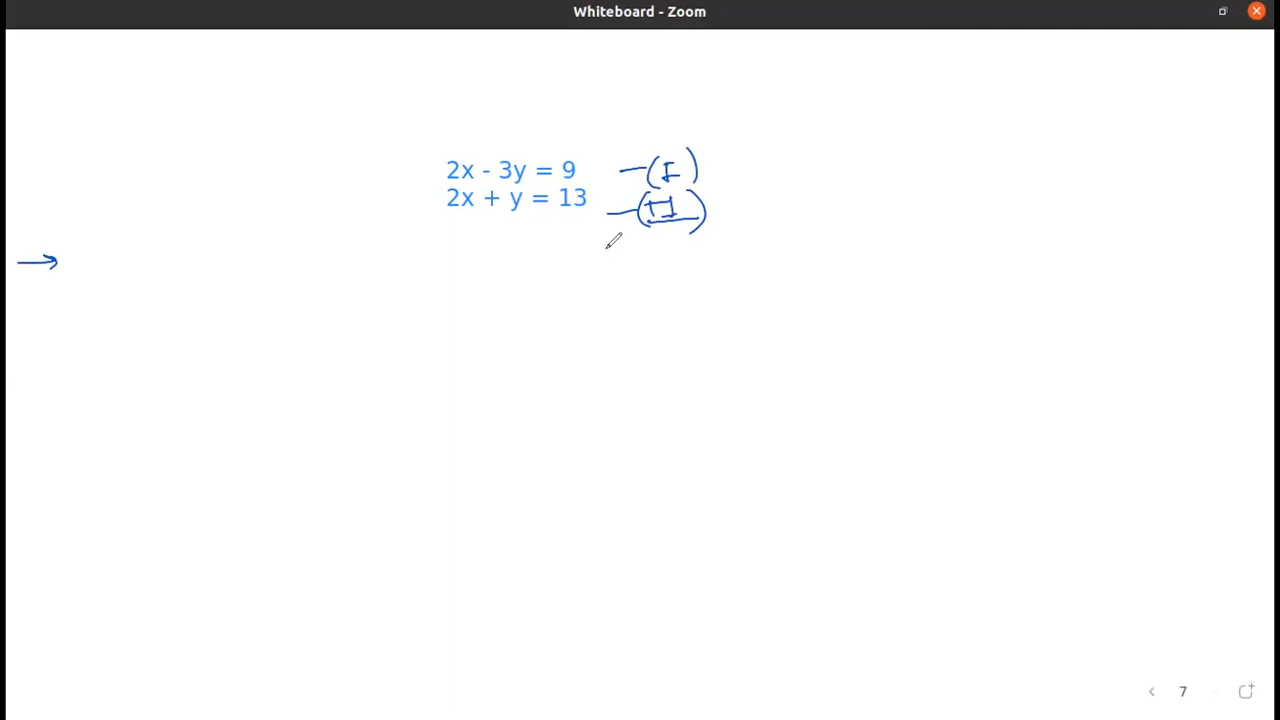 Whiteboard - Zoom
2x - 3y = 9 —(I)
2x + y = 13 —(II)
→
7